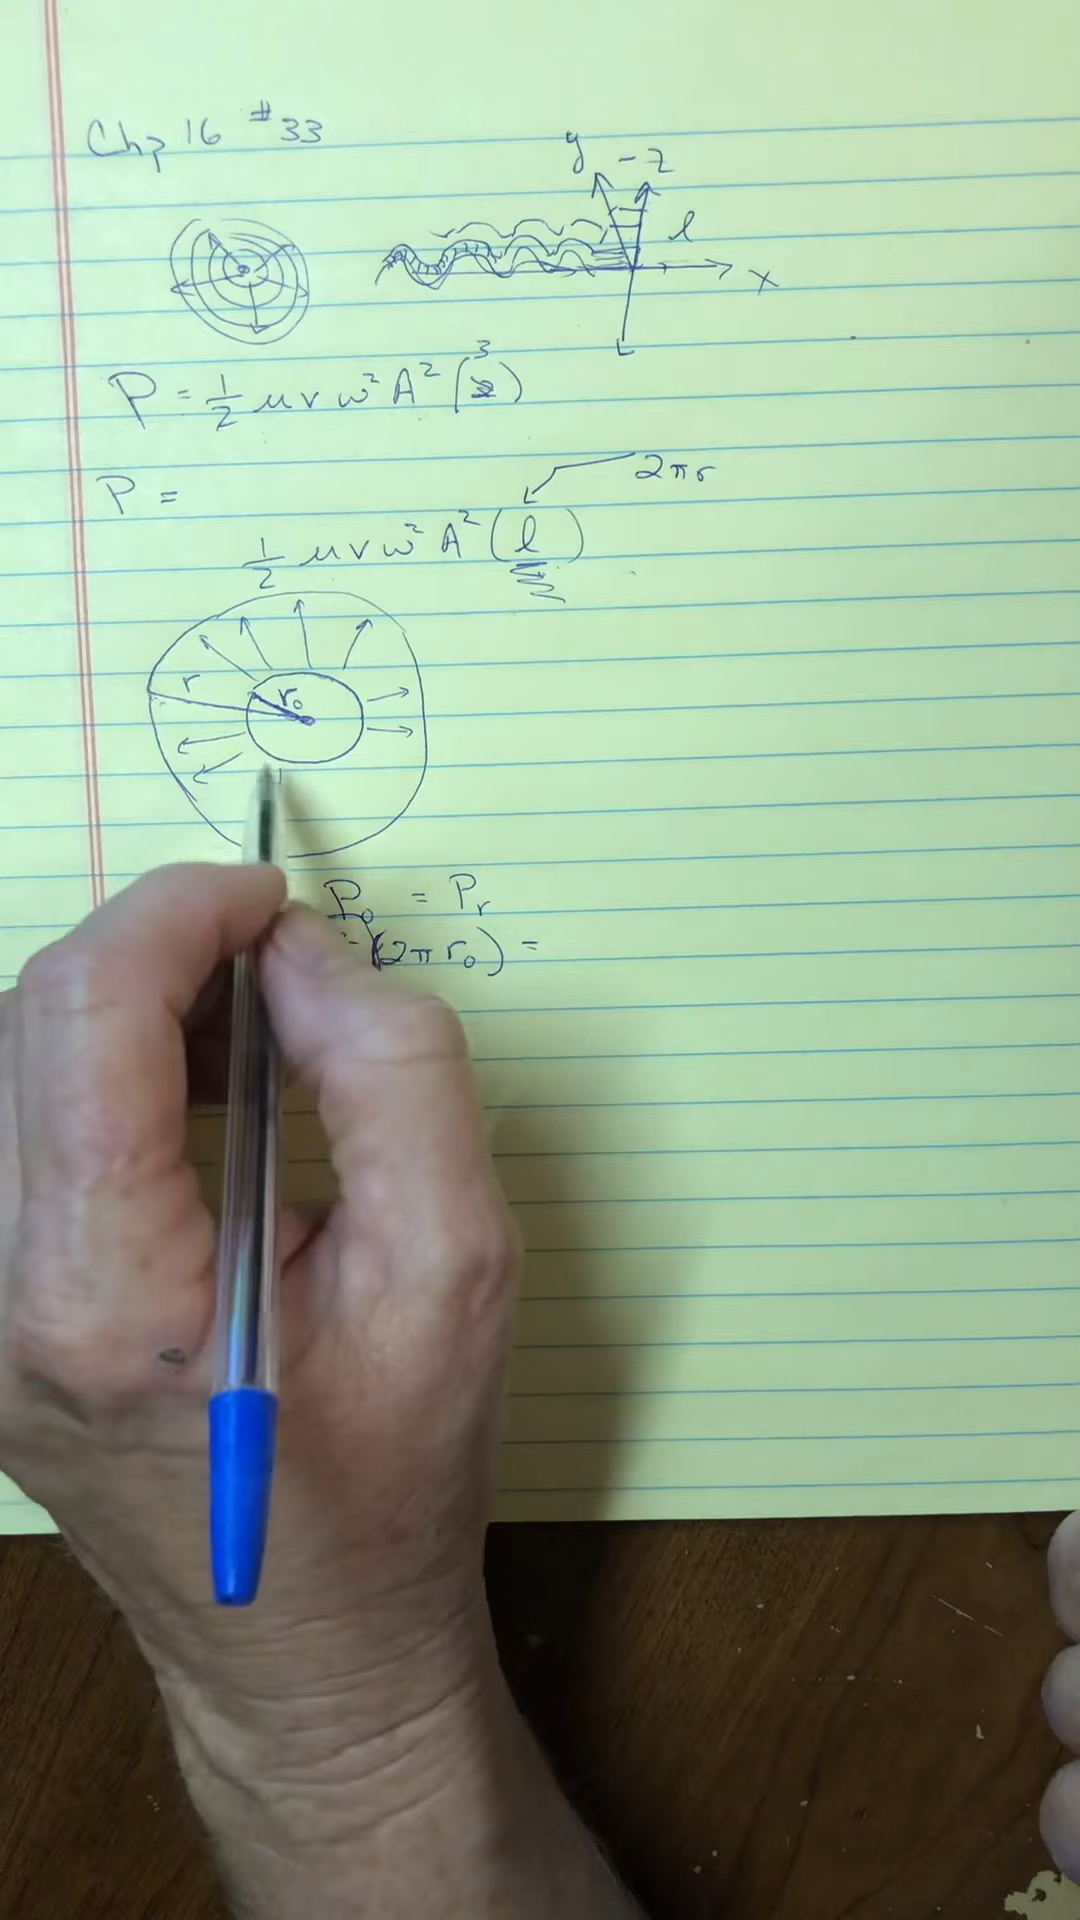 Chp 16 #33
y -z
l
x
P = 1/2 μ v ω² A² (3)
P =
2πr
1/2 μ v ω² A² (l)
r r₀
P₀ = Pᵣ
(2π r₀) =